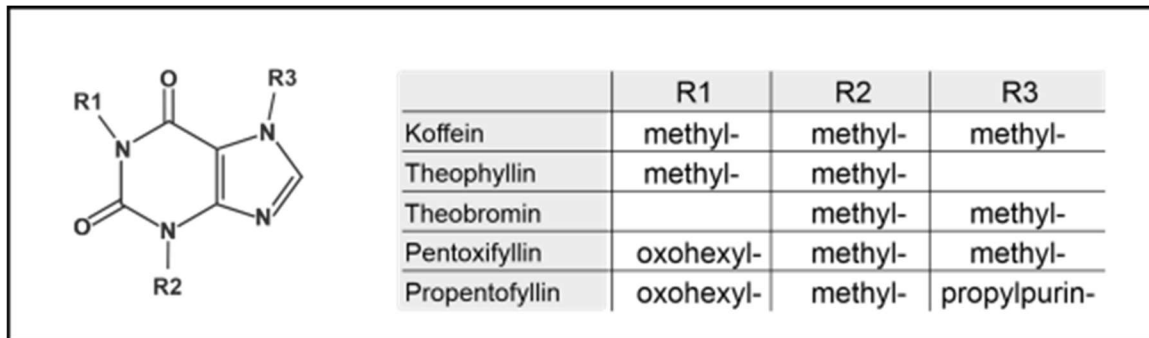 O
R3
R1
N
N
O
N
N
R2
R1 R2 R3
Koffein methyl- methyl- methyl-
Theophyllin methyl- methyl-
Theobromin methyl- methyl-
Pentoxifyllin oxohexyl- methyl- methyl-
Propentofyllin oxohexyl- methyl- propylpurin-